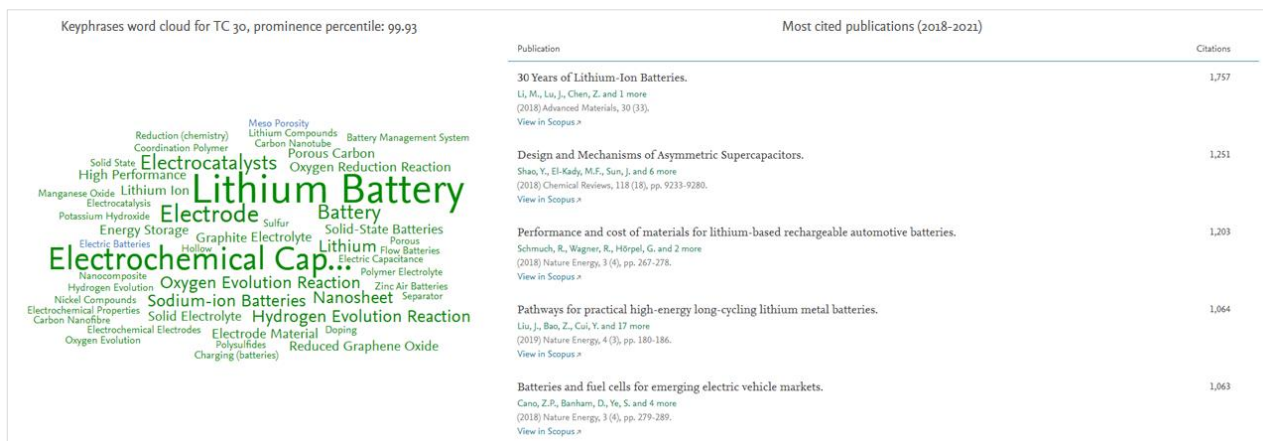 Keyphrases word cloud for TC 30, prominence percentile: 99.93
Meso Porosity
Reduction (chemistry)
Lithium Compounds
Battery Management System
Carbon Nanotube
Coordination Polymer
Porous Carbon
Solid State
Electrocatalysts
Oxygen Reduction Reaction
High Performance
Lithium Battery
Manganese Oxide
Lithium Ion
Electrocatalysis
Electrode
Battery
Potassium Hydroxide
Sulfur
Energy Storage
Solid-State Batteries
Graphite Electrolyte
Electric Batteries
Lithium
Porous
Hollow
Flow Batteries
Electrochemical Cap...
Electric Capacitance
Polymer Electrolyte
Nanocomposite
Oxygen Evolution Reaction
Zinc Air Batteries
Hydrogen Evolution
Nickel Compounds
Sodium-ion Batteries
Nanosheet
Separator
Electrochemical Properties
Solid Electrolyte
Hydrogen Evolution Reaction
Carbon Nanofibre
Electrochemical Electrodes
Electrode Material
Doping
Oxygen Evolution
Polysulfides
Reduced Graphene Oxide
Charging (batteries)
Most cited publications (2018-2021)
Publication Citations
30 Years of Lithium-Ion Batteries. 1,757
Li, M., Lu, J., Chen, Z. and 1 more
(2018) Advanced Materials, 30 (33).
View in Scopus ↗
Design and Mechanisms of Asymmetric Supercapacitors. 1,251
Shao, Y., El-Kady, M.F., Sun, J. and 6 more
(2018) Chemical Reviews, 118 (18), pp. 9233-9280.
View in Scopus ↗
Performance and cost of materials for lithium-based rechargeable automotive batteries. 1,203
Schmuch, R., Wagner, R., Hörpel, G. and 2 more
(2018) Nature Energy, 3 (4), pp. 267-278.
View in Scopus ↗
Pathways for practical high-energy long-cycling lithium metal batteries. 1,064
Liu, J., Bao, Z., Cui, Y. and 17 more
(2019) Nature Energy, 4 (3), pp. 180-186.
View in Scopus ↗
Batteries and fuel cells for emerging electric vehicle markets. 1,063
Cano, Z.P., Banham, D., Ye, S. and 4 more
(2018) Nature Energy, 3 (4), pp. 279-289.
View in Scopus ↗